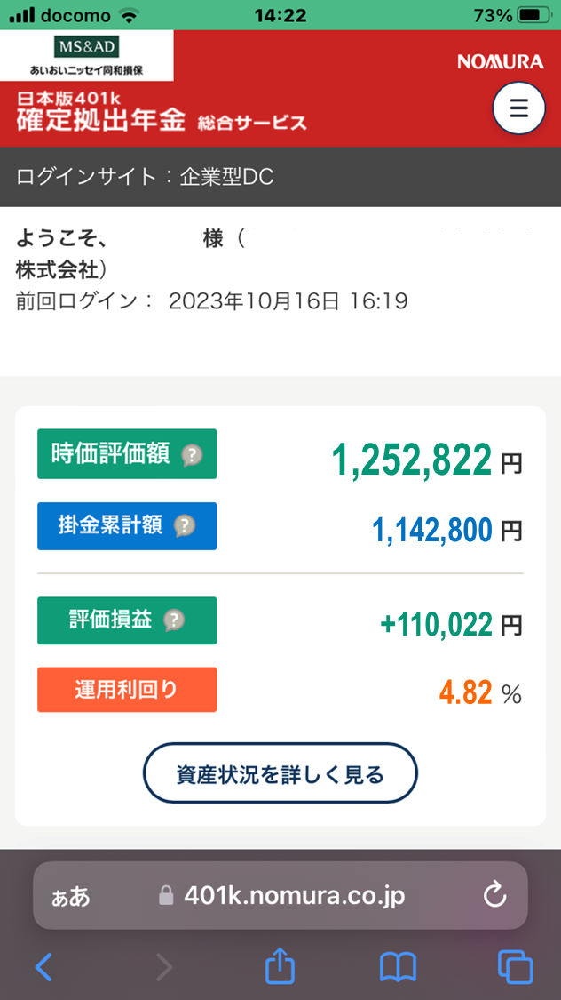 docomo 14:22 73%
MS&AD
あいおいニッセイ同和損保
NOMURA
日本版401k
確定拠出年金 総合サービス
ログインサイト：企業型DC
ようこそ、 様（
株式会社）
前回ログイン： 2023年10月16日 16:19
時価評価額 ? 1,252,822 円
掛金累計額 ? 1,142,800 円
評価損益 ? +110,022 円
運用利回り 4.82 %
資産状況を詳しく見る
ぁあ 401k.nomura.co.jp